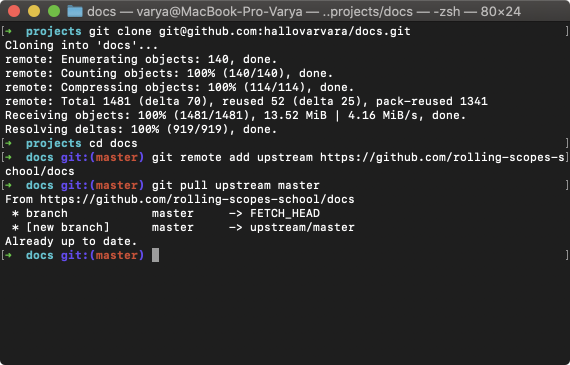 docs — varya@MacBook-Pro-Varya — ..projects/docs — -zsh — 80×24
[➜  projects git clone git@github.com:hallovarvara/docs.git ]
Cloning into 'docs'...
remote: Enumerating objects: 140, done.
remote: Counting objects: 100% (140/140), done.
remote: Compressing objects: 100% (114/114), done.
remote: Total 1481 (delta 70), reused 52 (delta 25), pack-reused 1341
Receiving objects: 100% (1481/1481), 13.52 MiB | 4.16 MiB/s, done.
Resolving deltas: 100% (919/919), done.
[➜  projects cd docs ]
[➜  docs git:(master) git remote add upstream https://github.com/rolling-scopes-s]
chool/docs
[➜  docs git:(master) git pull upstream master ]
From https://github.com/rolling-scopes-school/docs
 * branch            master     -> FETCH_HEAD
 * [new branch]      master     -> upstream/master
Already up to date.
[➜  docs git:(master) ]